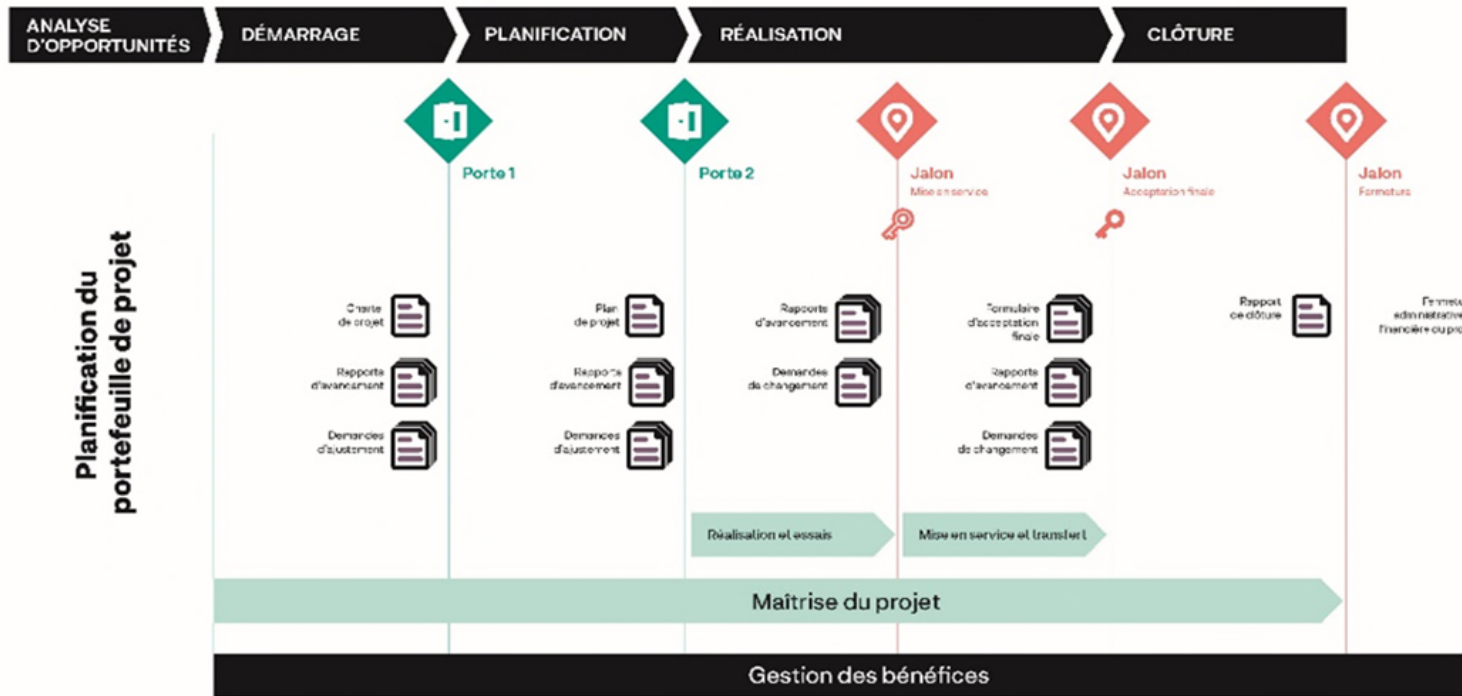 ANALYSE
D'OPPORTUNITÉS
DÉMARRAGE
PLANIFICATION
RÉALISATION
CLÔTURE
Porte 1
Porte 2
Jalon
Mise en service
Jalon
Acceptation finale
Jalon
Fermeture
Planification du
portefeuille de projet
Charte
de projet
Plan
de projet
Rapports
d'avancement
Formulaire
d'acceptation
finale
Rapport
de clôture
administrative
Rapports
d'avancement
Rapports
d'avancement
Demandes
de changement
Rapports
d'avancement
Demandes
d'ajustement
Demandes
d'ajustement
Demandes
de changement
Réalisation et essais
Mise en service et transfert
Maîtrise du projet
Gestion des bénéfices